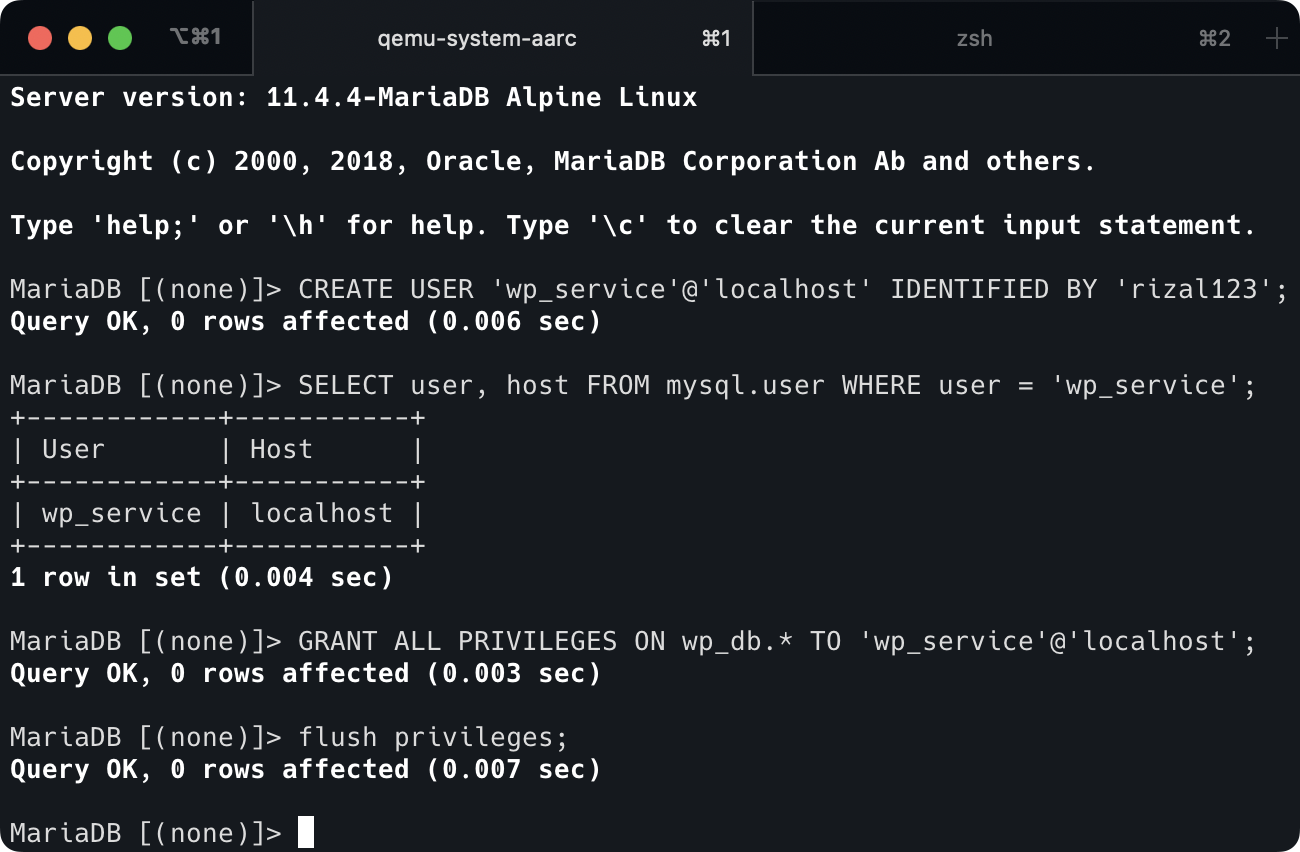 ⌥⌘1 qemu-system-aarc ⌘1 zsh ⌘2 +
Server version: 11.4.4-MariaDB Alpine Linux
Copyright (c) 2000, 2018, Oracle, MariaDB Corporation Ab and others.
Type 'help;' or '\h' for help. Type '\c' to clear the current input statement.
MariaDB [(none)]> CREATE USER 'wp_service'@'localhost' IDENTIFIED BY 'rizal123';
Query OK, 0 rows affected (0.006 sec)
MariaDB [(none)]> SELECT user, host FROM mysql.user WHERE user = 'wp_service';
+------------+-----------+
| User       | Host      |
+------------+-----------+
| wp_service | localhost |
+------------+-----------+
1 row in set (0.004 sec)
MariaDB [(none)]> GRANT ALL PRIVILEGES ON wp_db.* TO 'wp_service'@'localhost';
Query OK, 0 rows affected (0.003 sec)
MariaDB [(none)]> flush privileges;
Query OK, 0 rows affected (0.007 sec)
MariaDB [(none)]>